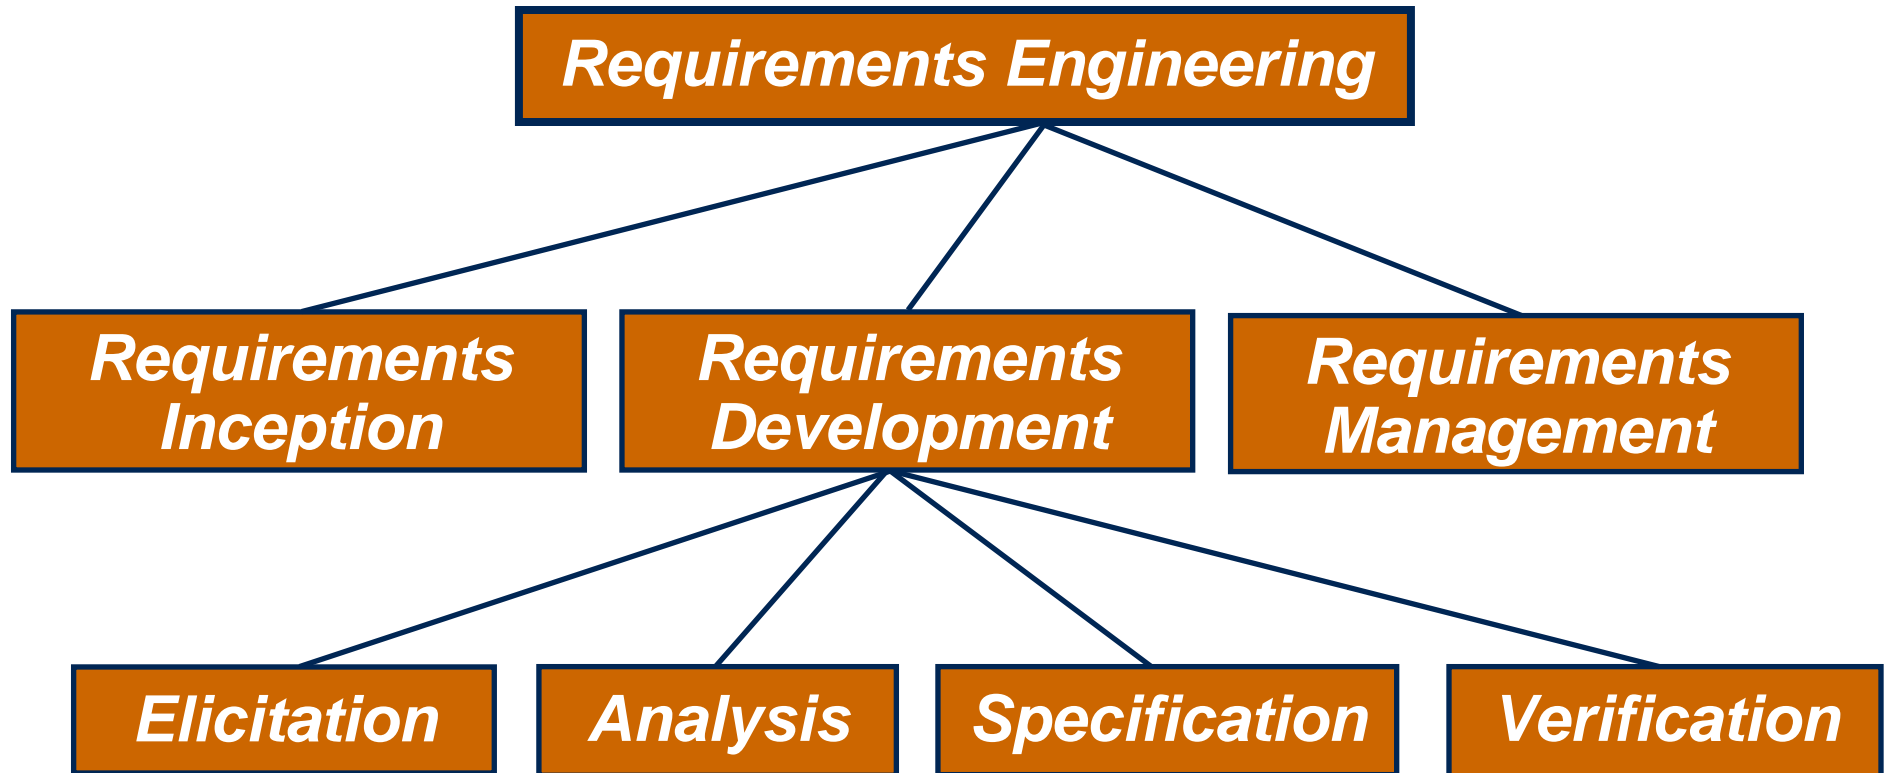 Requirements Engineering
Requirements
Inception
Requirements
Development
Requirements
Management
Elicitation
Analysis
Specification
Verification